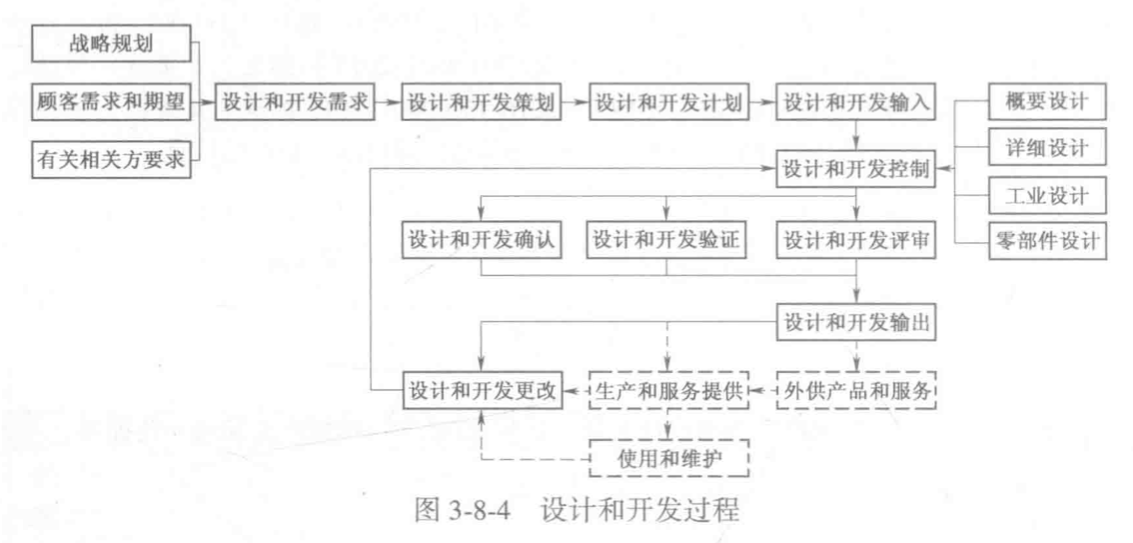 战略规划
顾客需求和期望
有关相关方要求
设计和开发需求
设计和开发策划
设计和开发计划
设计和开发输入
概要设计
详细设计
工业设计
零部件设计
设计和开发控制
设计和开发确认
设计和开发验证
设计和开发评审
设计和开发输出
设计和开发更改
生产和服务提供
外供产品和服务
使用和维护
图 3-8-4 设计和开发过程